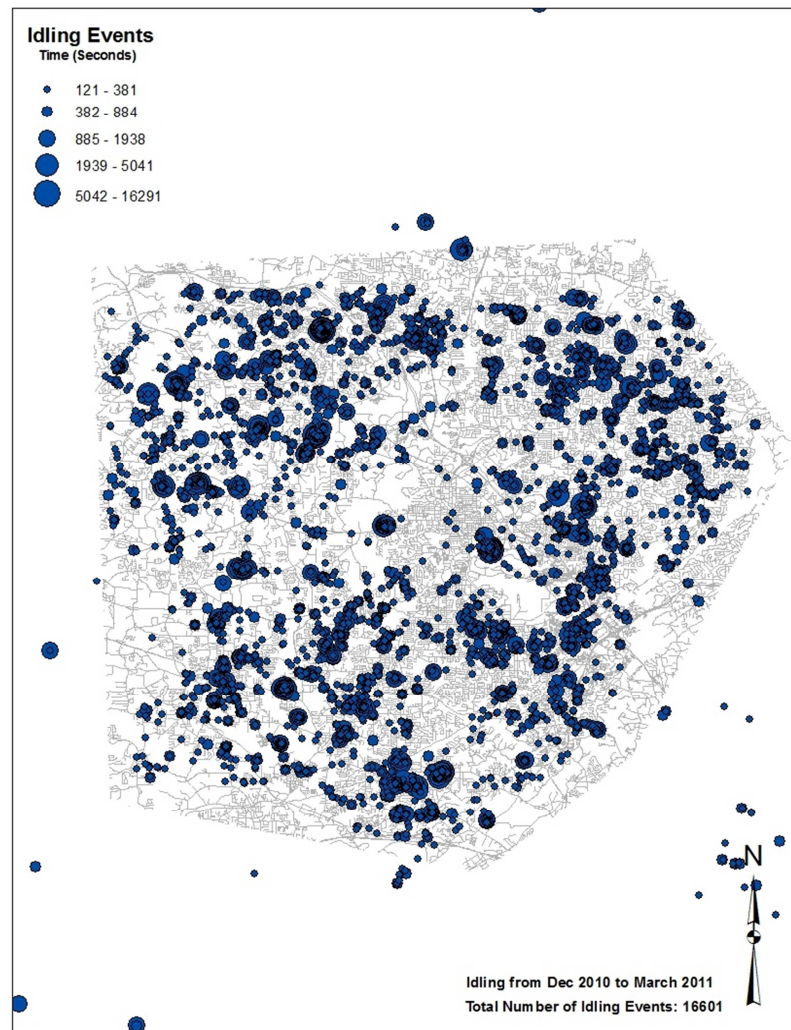 Idling Events
Time (Seconds)
121 - 381
382 - 884
885 - 1938
1939 - 5041
5042 - 16291
N
Idling from Dec 2010 to March 2011
Total Number of Idling Events: 16601